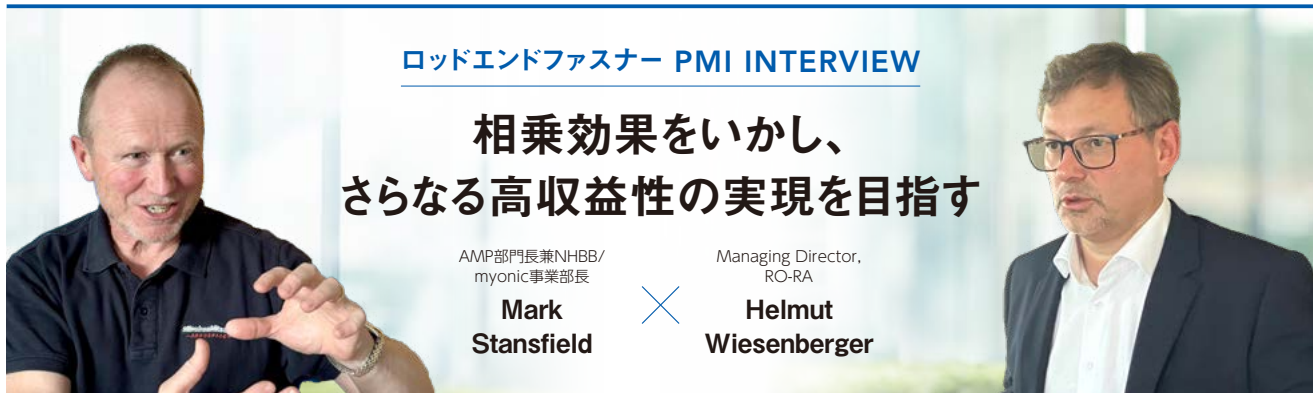 ロッドエンドファスナー PMI INTERVIEW
相乗効果をいかし、
さらなる高収益性の実現を目指す
AMP部門長兼NHBB/
myonic事業部長
Mark
Stansfield
×
Managing Director,
RO-RA
Helmut
Wiesenberger